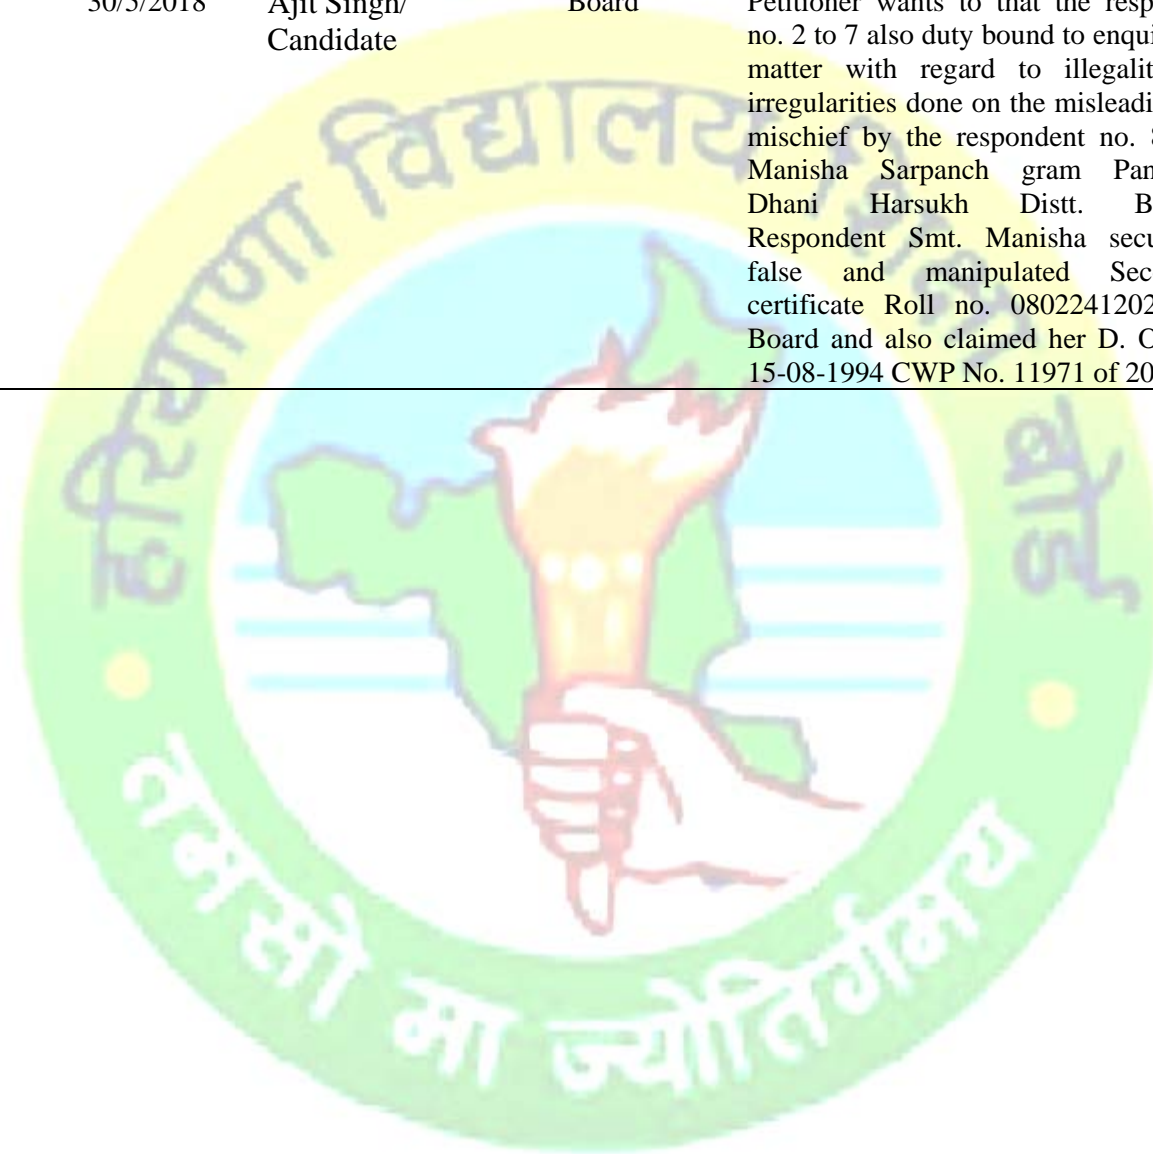 30/5/2018 Ajit Singh/ Board Petitioner wants to that the resp
Candidate no. 2 to 7 also duty bound to enqui
matter with regard to illegalit
irregularities done on the misleadi
mischief by the respondent no.
Manisha Sarpanch gram Pan
Dhani Harsukh Distt. B
Respondent Smt. Manisha secu
false and manipulated Sec
certificate Roll no. 0802241202
Board and also claimed her D. O
15-08-1994 CWP No. 11971 of 20
हरियाणा विद्यालय शिक्षा बोर्ड
तमसो मा ज्योतिर्गमय